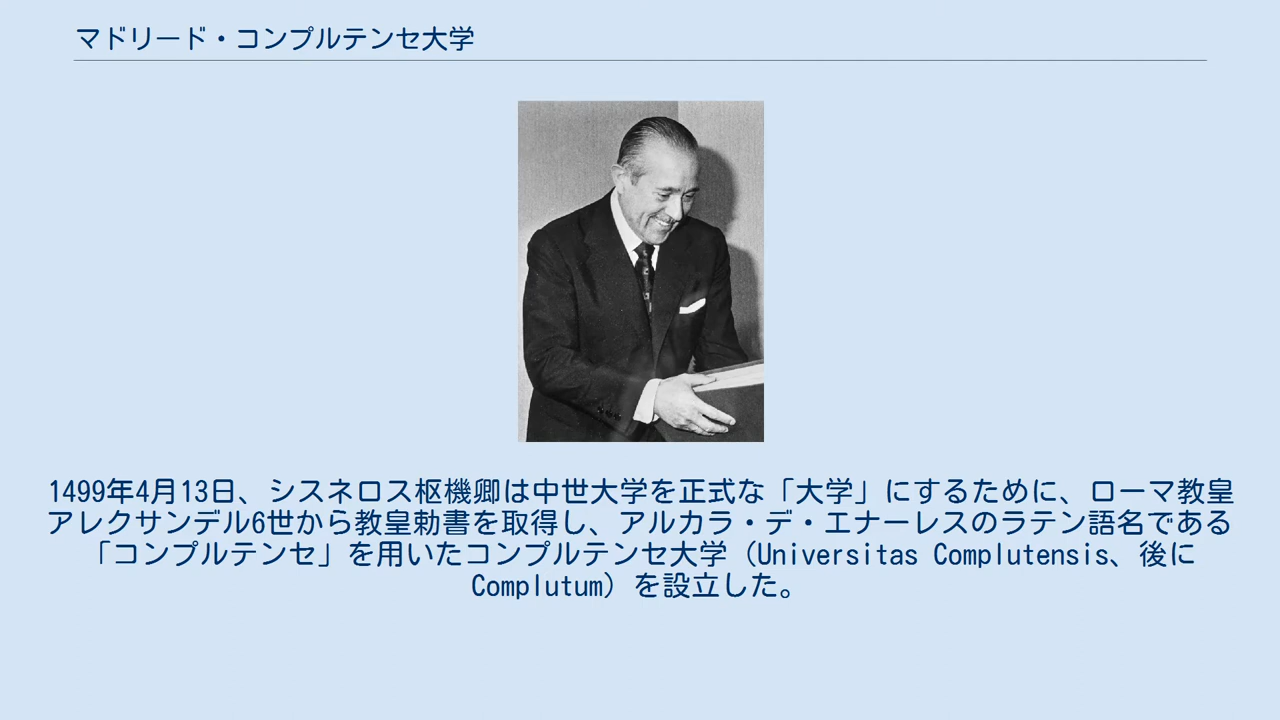 マドリード・コンプルテンセ大学
1499年4月13日、シスネロス枢機卿は中世大学を正式な「大学」にするために、ローマ教皇
アレクサンデル6世から教皇勅書を取得し、アルカラ・デ・エナーレスのラテン語名である
「コンプルテンセ」を用いたコンプルテンセ大学（Universitas Complutensis、後に
Complutum）を設立した。